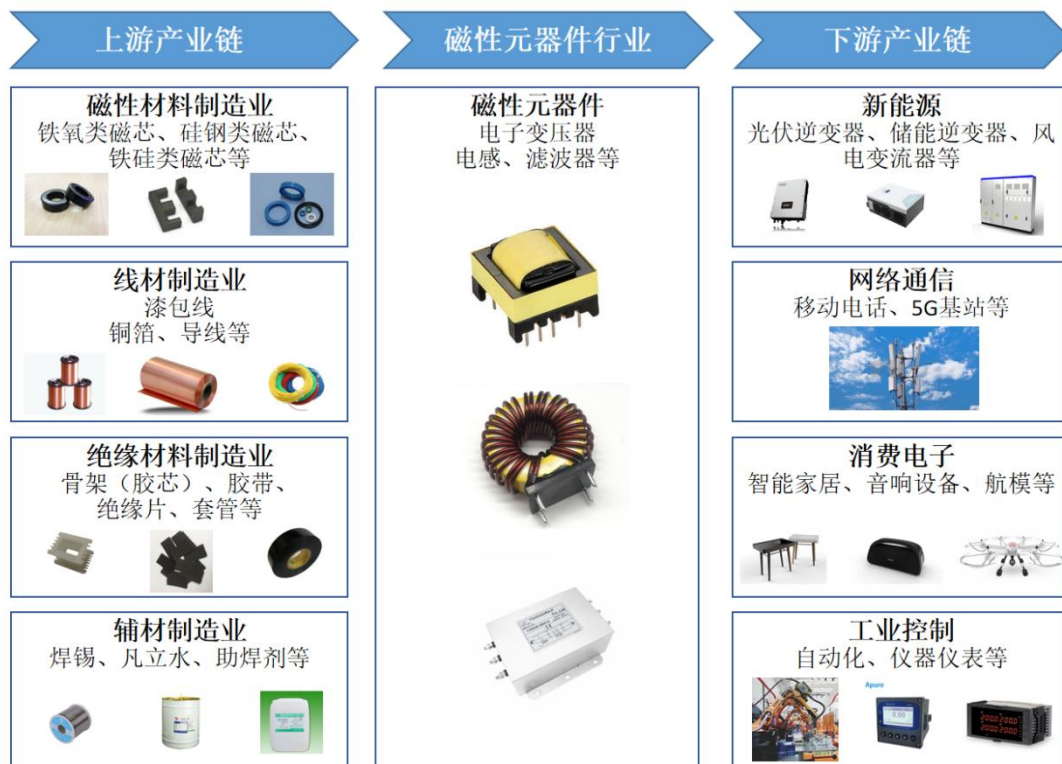 上游产业链
磁性元器件行业
下游产业链
磁性材料制造业
铁氧类磁芯、硅钢类磁芯、
铁硅类磁芯等
线材制造业
漆包线
铜箔、导线等
绝缘材料制造业
骨架（胶芯）、胶带、
绝缘片、套管等
辅材制造业
焊锡、凡立水、助焊剂等
磁性元器件
电子变压器
电感、滤波器等
新能源
光伏逆变器、储能逆变器、风
电变流器等
网络通信
移动电话、5G基站等
消费电子
智能家居、音响设备、航模等
工业控制
自动化、仪器仪表等
Apure